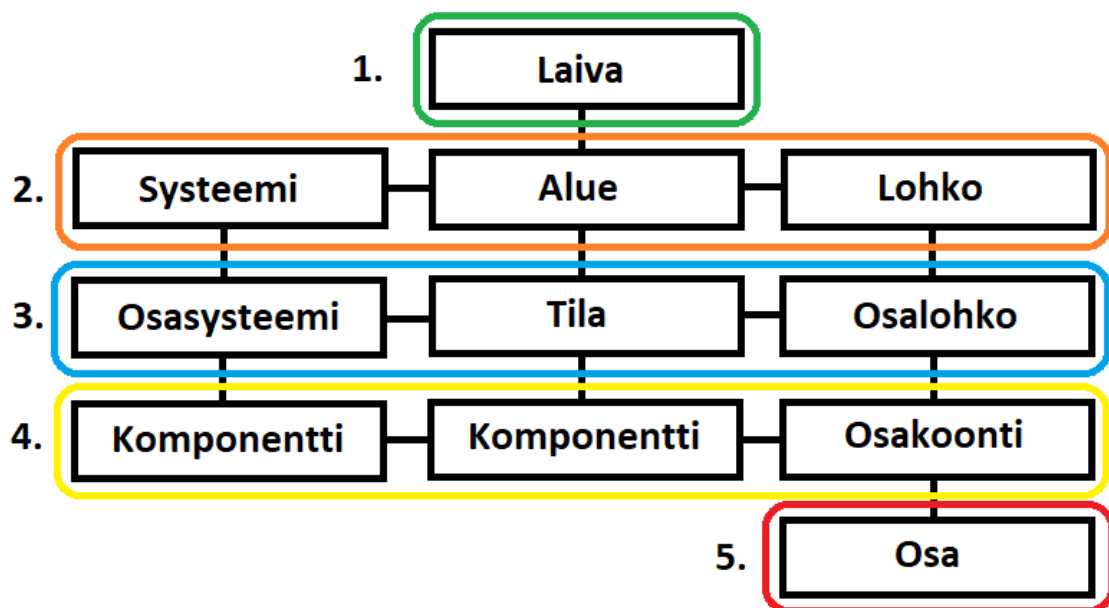 1. Laiva
2. Systeemi Alue Lohko
3. Osasysteemi Tila Osalohko
4. Komponentti Komponentti Osakoonti
5. Osa